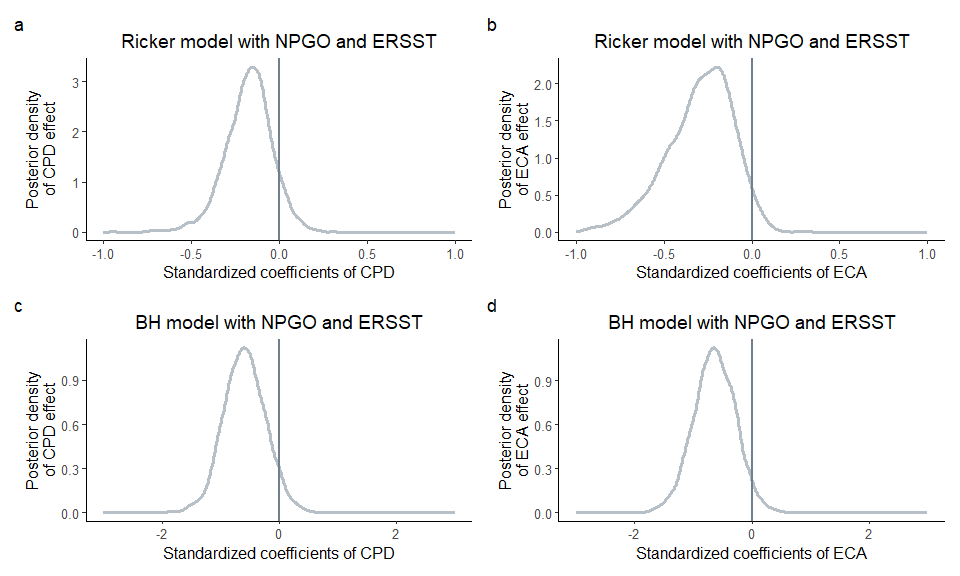 a
Ricker model with NPGO and ERSST
Posterior density
of CPD effect
3
2
1
0
-1.0
-0.5
0.0
0.5
1.0
Standardized coefficients of CPD
b
Ricker model with NPGO and ERSST
Posterior density
of ECA effect
2.0
1.5
1.0
0.5
0.0
-1.0
-0.5
0.0
0.5
1.0
Standardized coefficients of ECA
c
BH model with NPGO and ERSST
Posterior density
of CPD effect
0.9
0.6
0.3
0.0
-2
0
2
Standardized coefficients of CPD
d
BH model with NPGO and ERSST
Posterior density
of ECA effect
0.9
0.6
0.3
0.0
-2
0
2
Standardized coefficients of ECA